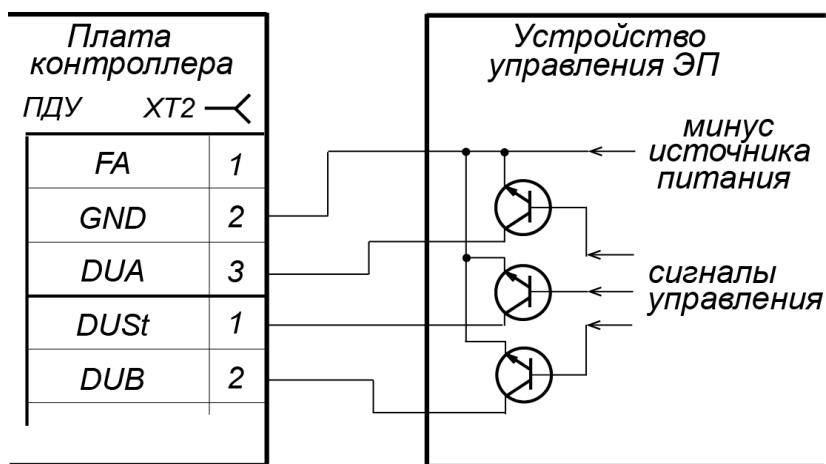 Плата
контроллера
ПДУ XT2
FA 1
GND 2
DUA 3
DUSt 1
DUB 2
Устройство
управления ЭП
минус
источника
питания
сигналы
управления